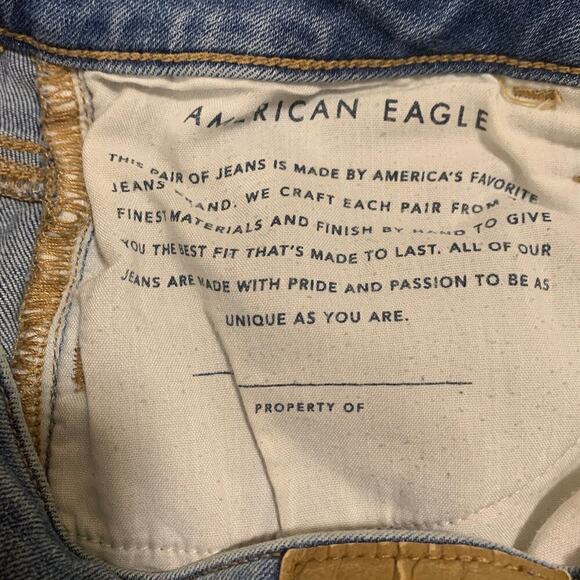 AMERICAN EAGLE
THIS PAIR OF JEANS IS MADE BY AMERICA'S FAVORITE
JEANS BRAND. WE CRAFT EACH PAIR FROM
FINEST MATERIALS AND FINISH BY HAND TO GIVE
YOU THE BEST FIT THAT'S MADE TO LAST. ALL OF OUR
JEANS ARE MADE WITH PRIDE AND PASSION TO BE AS
UNIQUE AS YOU ARE.
PROPERTY OF